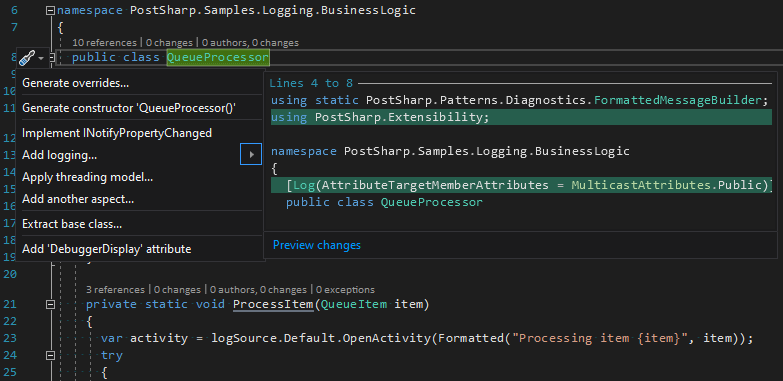 6 namespace PostSharp.Samples.Logging.BusinessLogic
7 {
10 references | 0 changes | 0 authors, 0 changes
8 public class QueueProcessor
9
10
11
12
13
14
15
16
17
18
19
Generate overrides...
Generate constructor 'QueueProcessor()'
Implement INotifyPropertyChanged
Add logging...
Apply threading model...
Add another aspect...
Extract base class...
Add 'DebuggerDisplay' attribute
Lines 4 to 8
using static PostSharp.Patterns.Diagnostics.FormattedMessageBuilder;
using PostSharp.Extensibility;
namespace PostSharp.Samples.Logging.BusinessLogic
{
[Log(AttributeTargetMemberAttributes = MulticastAttributes.Public)
public class QueueProcessor
Preview changes
20
3 references | 0 changes | 0 authors, 0 changes | 0 exceptions
21 private static void ProcessItem(QueueItem item)
22 {
23 var activity = logSource.Default.OpenActivity(Formatted("Processing item {item}", item));
24 try
25 {